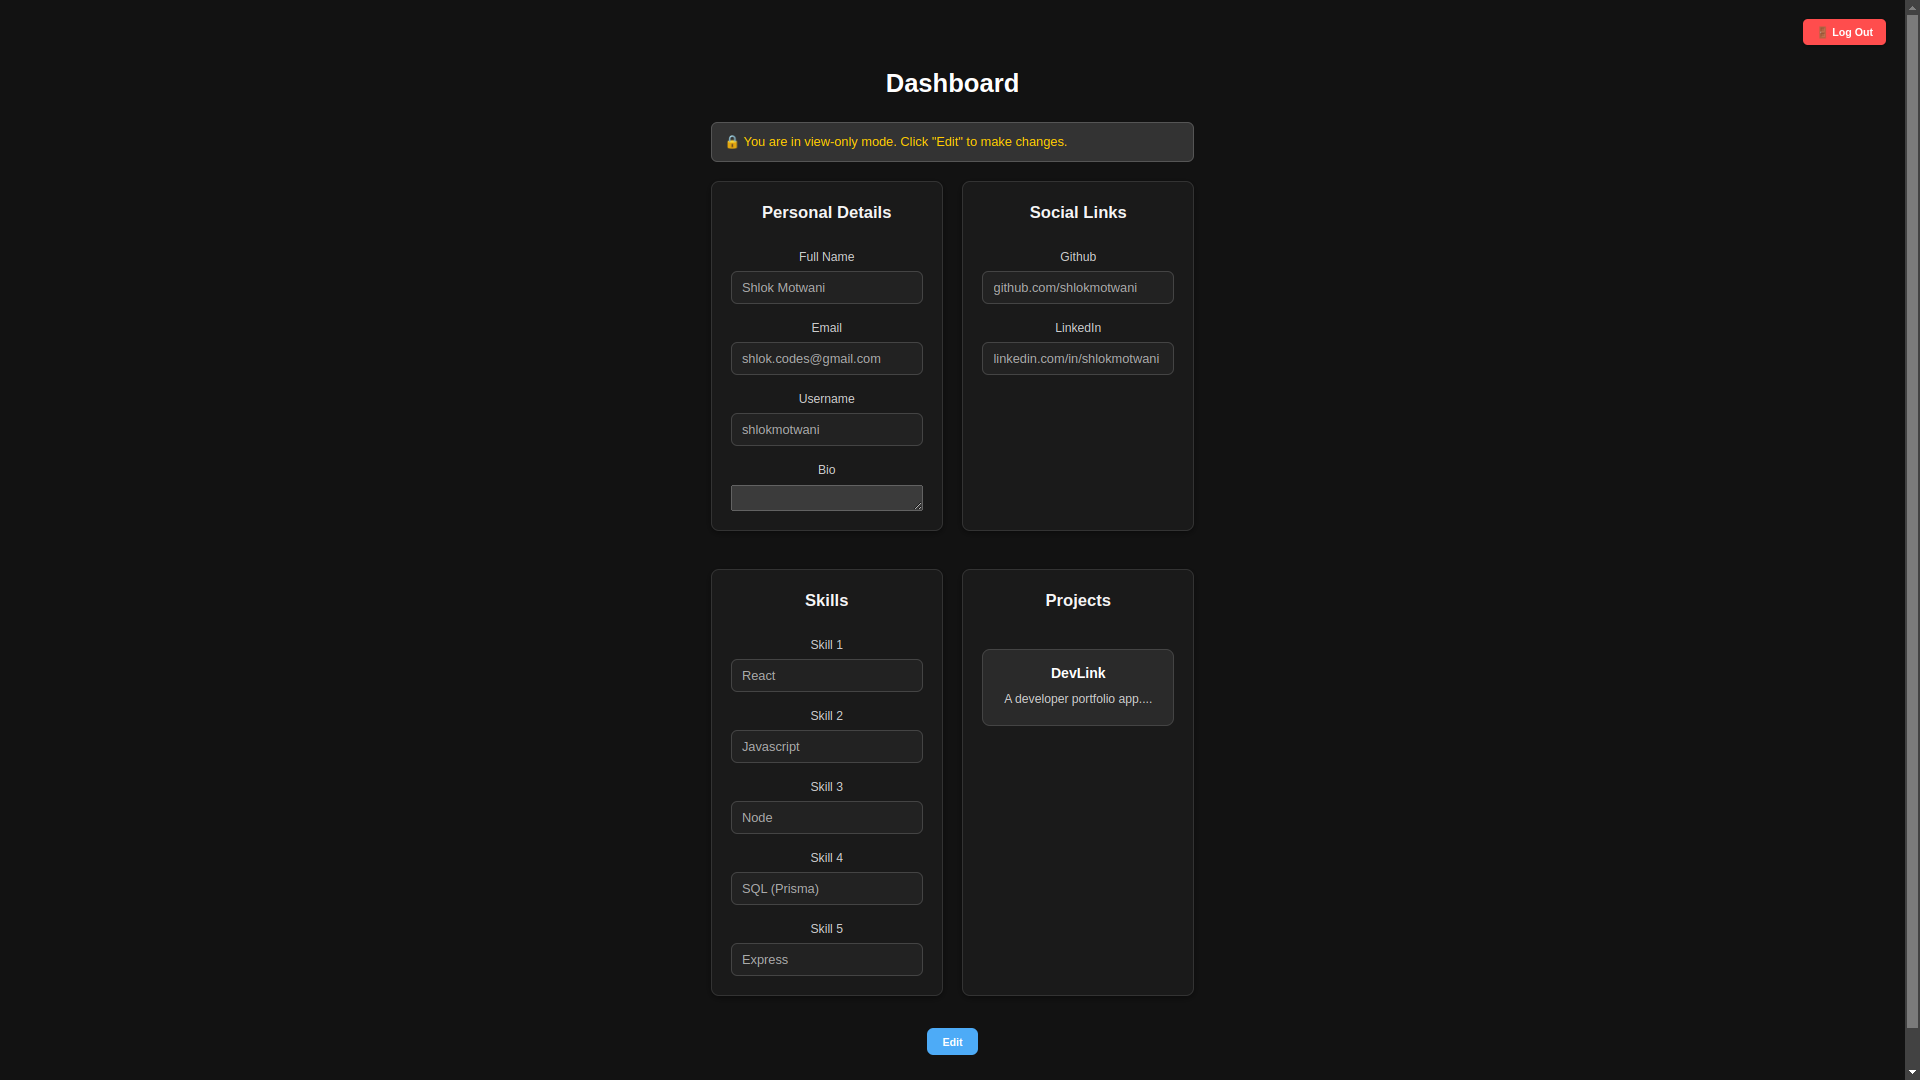 Log Out
Dashboard
🔒 You are in view-only mode. Click "Edit" to make changes.
Personal Details
Full Name
Shlok Motwani
Email
shlok.codes@gmail.com
Username
shlokmotwani
Bio
Social Links
Github
github.com/shlokmotwani
LinkedIn
linkedin.com/in/shlokmotwani
Skills
Skill 1
React
Skill 2
Javascript
Skill 3
Node
Skill 4
SQL (Prisma)
Skill 5
Express
Projects
DevLink
A developer portfolio app....
Edit